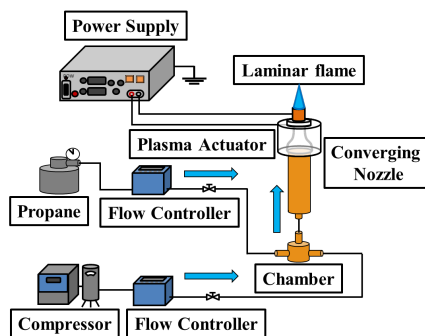 Power Supply
Laminar flame
Plasma Actuator
Converging
Nozzle
Propane
Flow Controller
Chamber
Compressor
Flow Controller